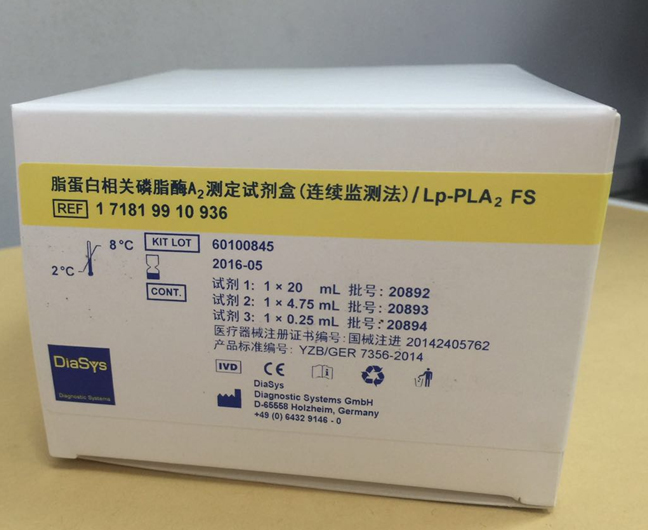 脂蛋白相关磷脂酶A₂测定试剂盒(连续监测法)/Lp-PLA₂ FS
REF 1 7181 99 10 936
8°C
2°C
KIT LOT 60100845
2016-05
CONT.
试剂 1: 1 × 20 mL 批号: 20892
试剂 2: 1 × 4.75 mL 批号: 20893
试剂 3: 1 × 0.25 mL 批号: 20894
医疗器械注册证书编号: 国械注进 20142405762
产品标准编号: YZB/GER 7356-2014
IVD CE
DiaSys
Diagnostic Systems
DiaSys
Diagnostic Systems GmbH
D-65558 Holzheim, Germany
+49 (0) 6432 9146 - 0